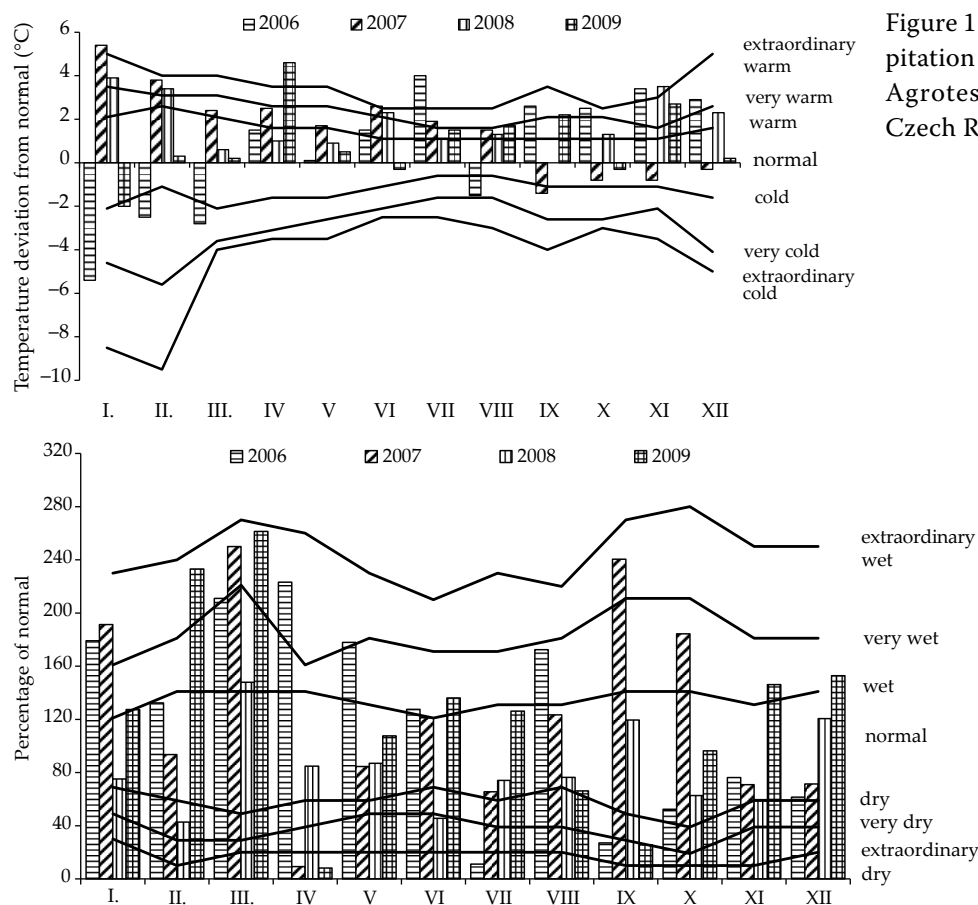 2006 2007 2008 2009
Temperature deviation from normal (°C)
6
4
2
0
−2
−4
−6
−8
−10
extraordinary
warm
very warm
warm
normal
cold
very cold
extraordinary
cold
I. II. III. IV V VI VII VIII IX X XI XII
Figure 1
pitation
Agrotes
Czech R
2006 2007 2008 2009
Percentage of normal
320
280
240
200
160
120
80
40
0
extraordinary
wet
very wet
wet
normal
dry
very dry
extraordinary
dry
I. II. III. IV V VI VII VIII IX X XI XII